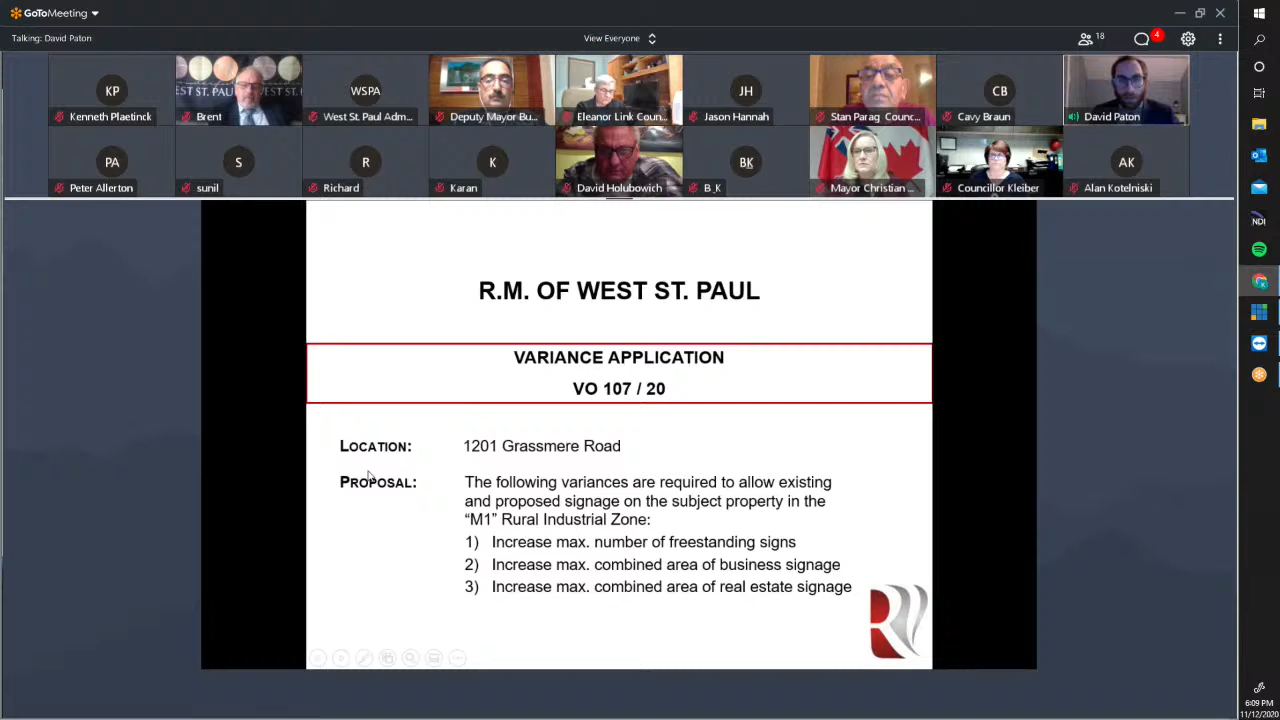 GoToMeeting
Talking: David Paton
View Everyone
18
4
KP
Kenneth Plaetinck
WEST ST. PAUL
WEST
Brent
WSPA
West St. Paul Adm...
Deputy Mayor Bu...
Eleanor Link Coun...
JH
Jason Hannah
Stan Parag Counc...
CB
Cavy Braun
David Paton
PA
Peter Allerton
S
sunil
R
Richard
K
Karan
David Holubowich
BK
B_K
Mayor Christian ...
Councillor Kleiber
AK
Alan Kotelniski
NDI
R.M. OF WEST ST. PAUL
VARIANCE APPLICATION
VO 107 / 20
LOCATION: 1201 Grassmere Road
PROPOSAL: The following variances are required to allow existing
and proposed signage on the subject property in the
“M1” Rural Industrial Zone:
1) Increase max. number of freestanding signs
2) Increase max. combined area of business signage
3) Increase max. combined area of real estate signage
R
6:09 PM
11/12/2020